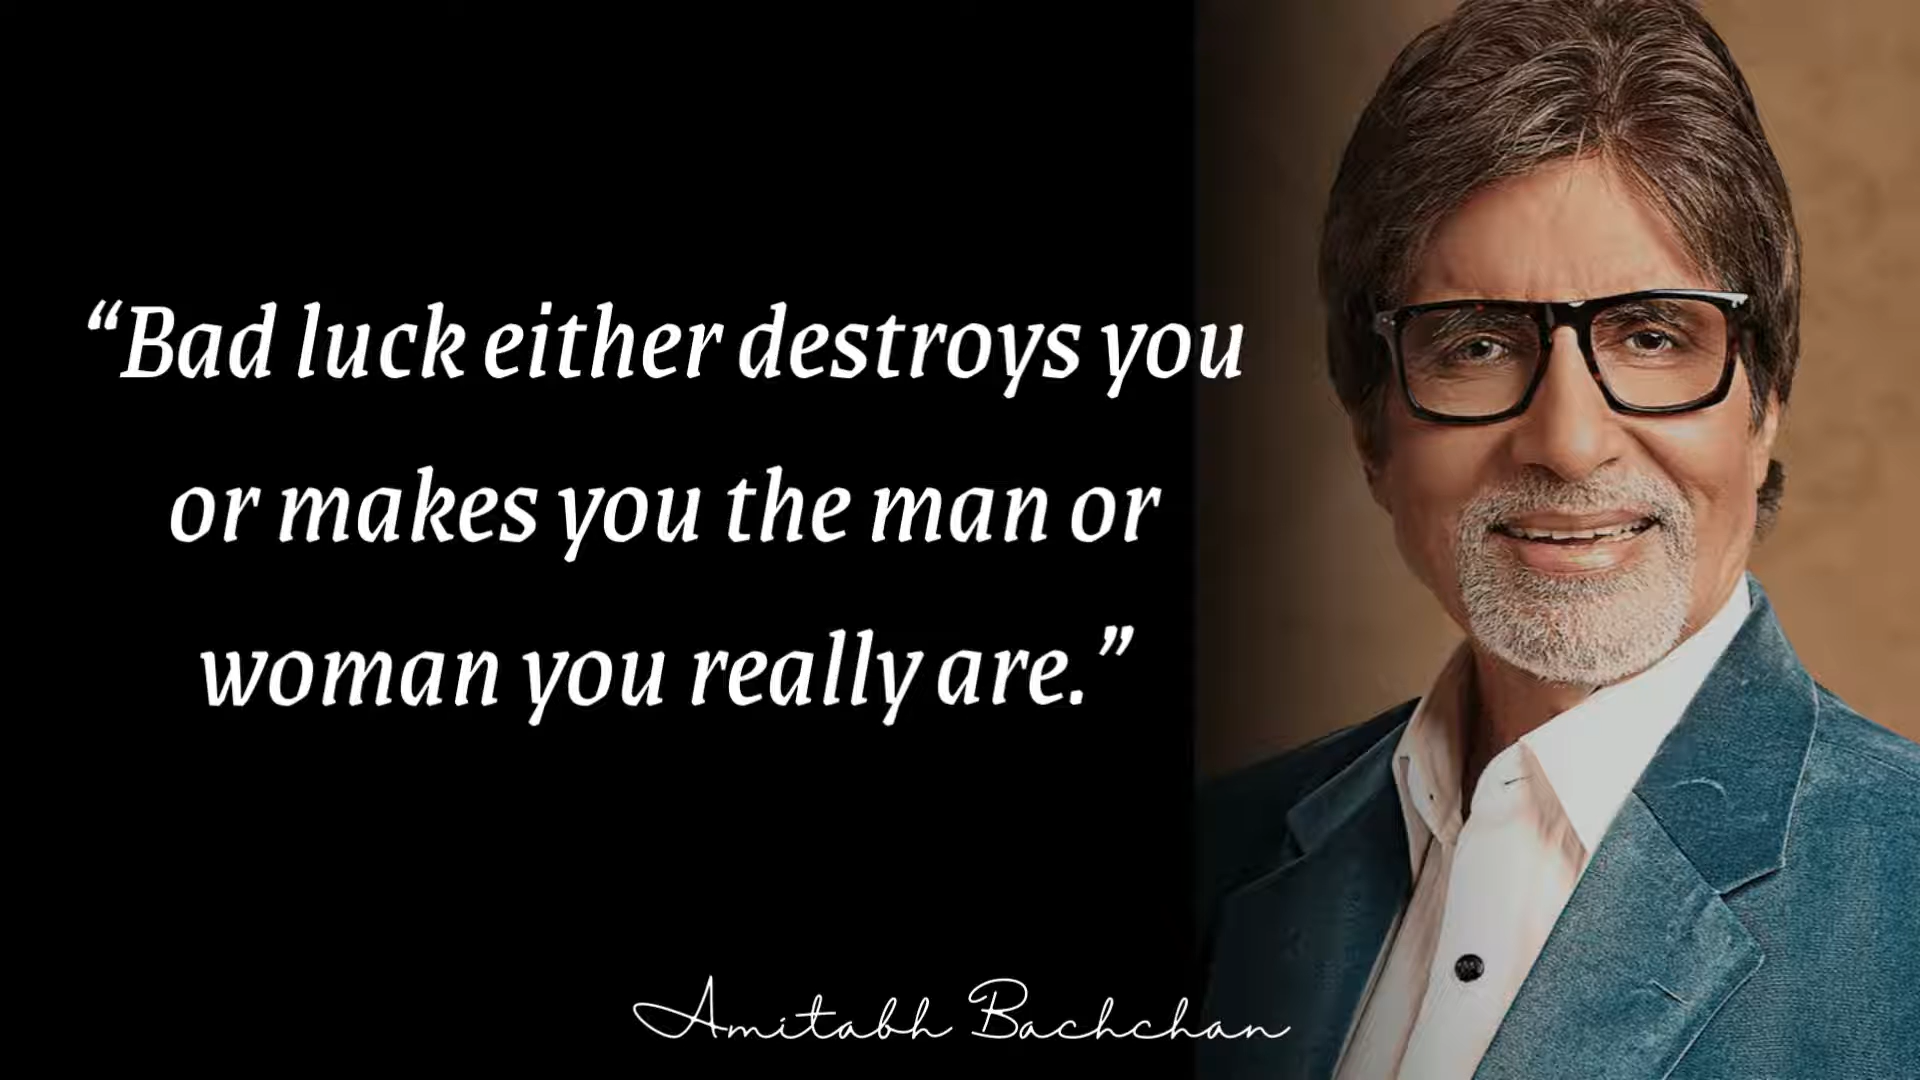 “Bad luck either destroys you
or makes you the man or
woman you really are.”
Amitabh Bachchan